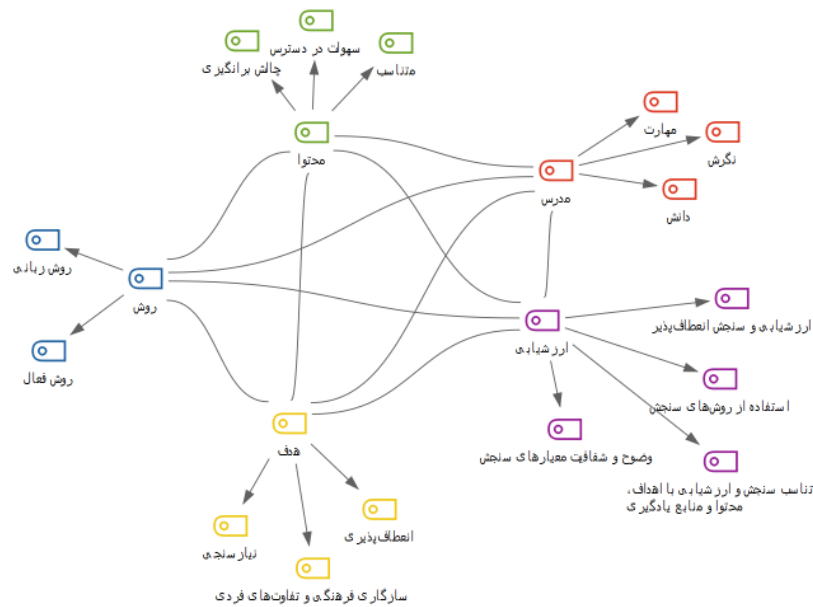 سهولت در دسترس
چالش برانگیزی
متناسب
محتوا
مهارت
نگرش
دانش
مدرس
روش زبانی
روش
روش فعال
ارزشیابی و سنجش انعطاف‌پذیر
ارزشیابی
استفاده از روش‌های سنجش
وضوح و شفافیت معیارهای سنجش
تناسب سنجش و ارزشیابی با اهداف،
محتوا و منابع یادگیری
هدف
انعطاف‌پذیری
نیازسنجی
سازگاری فرهنگی و تفاوت‌های فردی